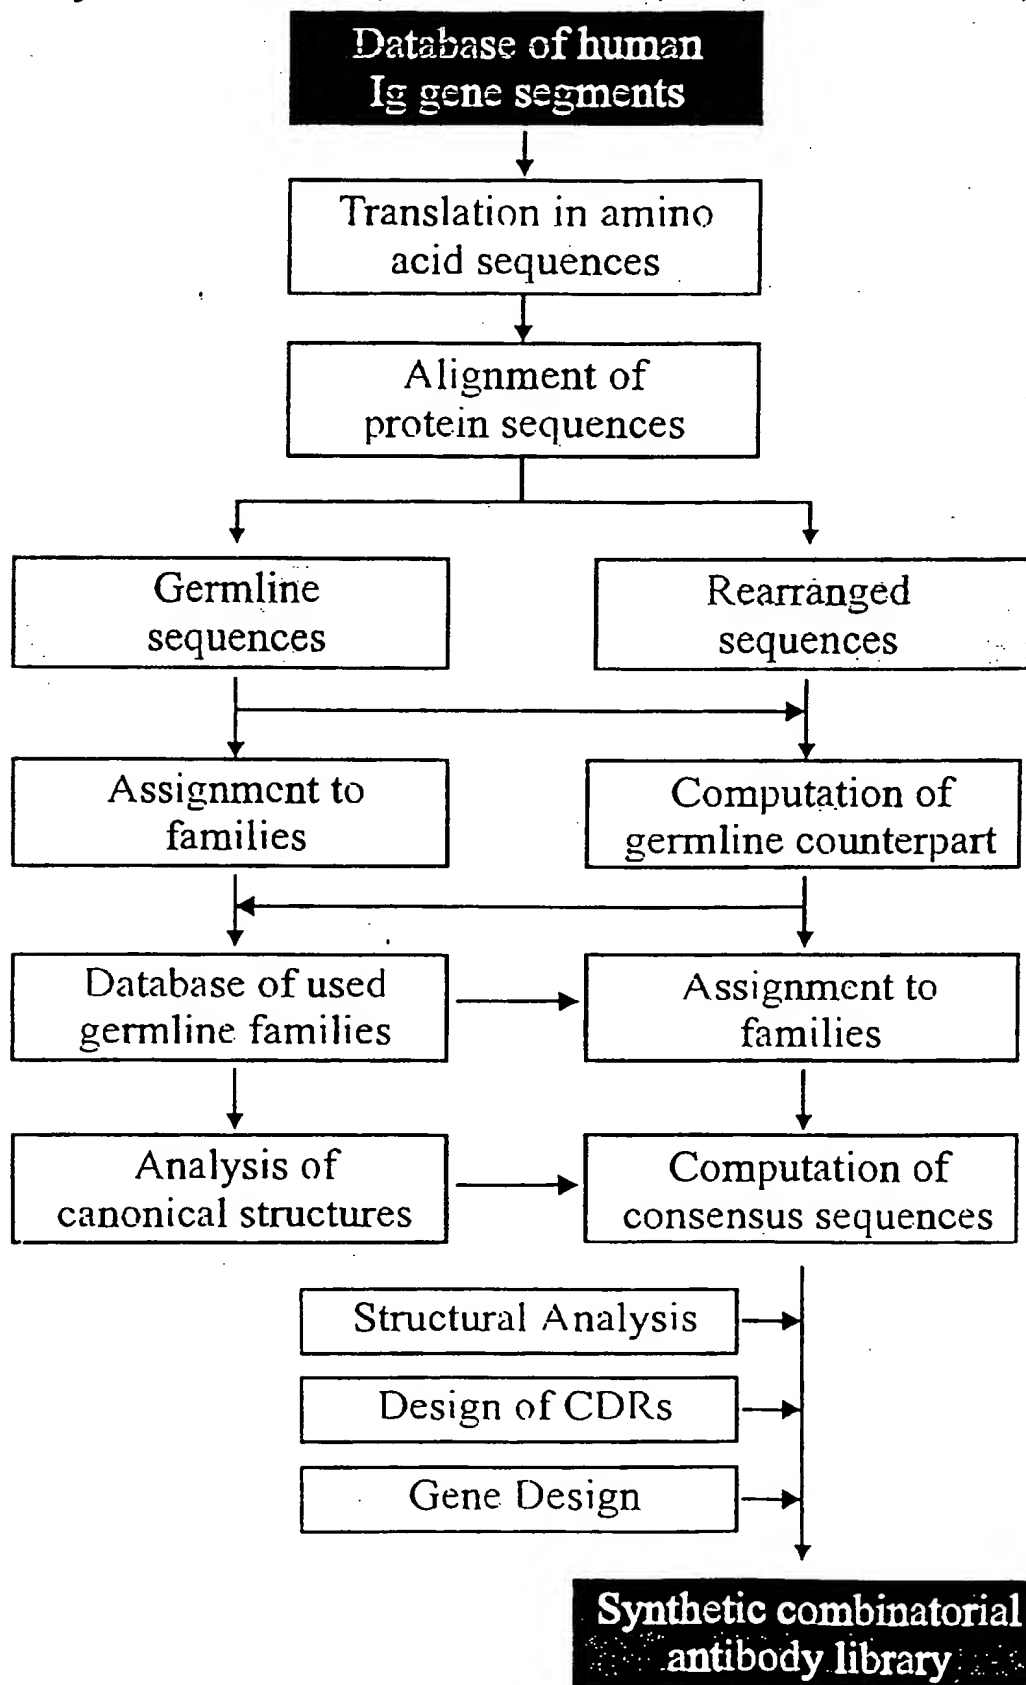 Database of human
Ig gene segments
Translation in amino
acid sequences
Alignment of
protein sequences
Germline
sequences
Rearranged
sequences
Assignment to
families
Computation of
germline counterpart
Database of used
germline families
Assignment to
families
Analysis of
canonical structures
Computation of
consensus sequences
Structural Analysis
Design of CDRs
Gene Design
Synthetic combinatorial
antibody library